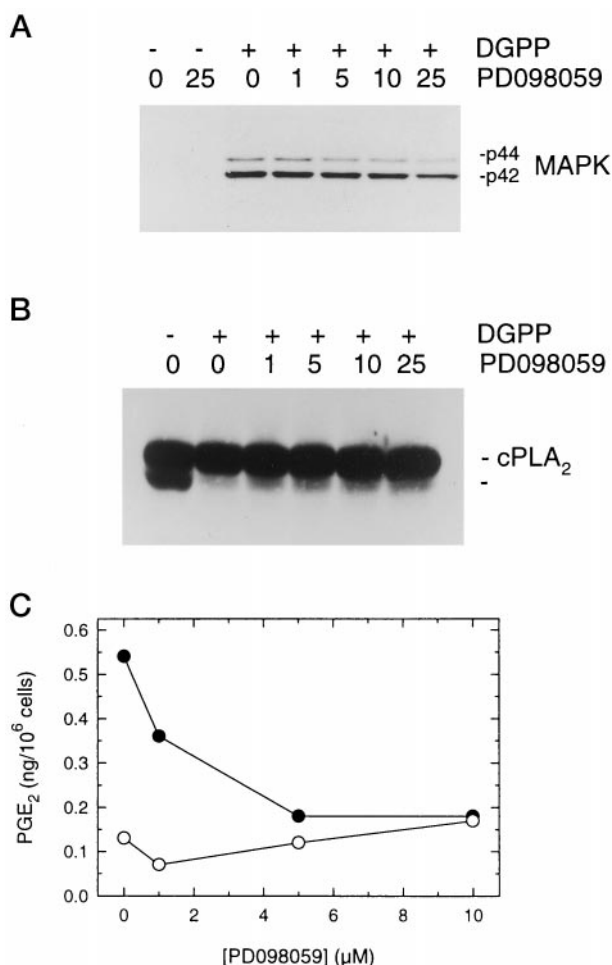 A
- - + + + + + DGPP
0 25 0 1 5 10 25 PD098059
-p44
-p42 MAPK
B
- + + + + + DGPP
0 0 1 5 10 25 PD098059
- cPLA₂
-
C
0.6
0.5
0.4
0.3
0.2
0.1
0.0
PGE₂ (ng/10⁶ cells)
0 2 4 6 8 10
[PD098059] (μM)